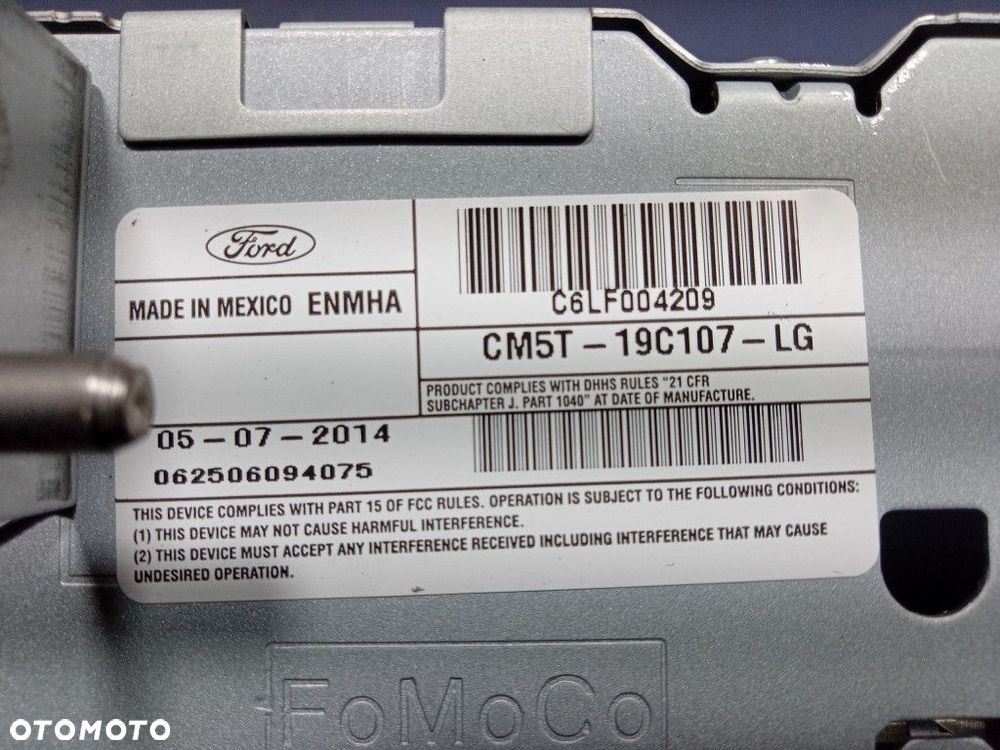 Ford
MADE IN MEXICO ENMHA
C6LF004209
CM5T-19C107-LG
PRODUCT COMPLIES WITH DHHS RULES "21 CFR
SUBCHAPTER J. PART 1040" AT DATE OF MANUFACTURE.
05-07-2014
062506094075
THIS DEVICE COMPLIES WITH PART 15 OF FCC RULES. OPERATION IS SUBJECT TO THE FOLLOWING CONDITIONS:
(1) THIS DEVICE MAY NOT CAUSE HARMFUL INTERFERENCE.
(2) THIS DEVICE MUST ACCEPT ANY INTERFERENCE RECEIVED INCLUDING INTERFERENCE THAT MAY CAUSE
UNDESIRED OPERATION.
FoMoCo
OTOMOTO